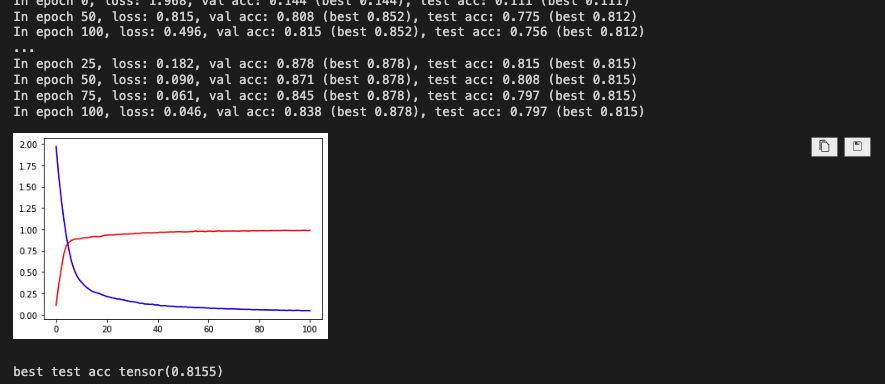 In epoch 0, loss: 1.968, val acc: 0.144 (best 0.144), test acc: 0.111 (best 0.111)
In epoch 50, loss: 0.815, val acc: 0.808 (best 0.852), test acc: 0.775 (best 0.812)
In epoch 100, loss: 0.496, val acc: 0.815 (best 0.852), test acc: 0.756 (best 0.812)
...
In epoch 25, loss: 0.182, val acc: 0.878 (best 0.878), test acc: 0.815 (best 0.815)
In epoch 50, loss: 0.090, val acc: 0.871 (best 0.878), test acc: 0.808 (best 0.815)
In epoch 75, loss: 0.061, val acc: 0.845 (best 0.878), test acc: 0.797 (best 0.815)
In epoch 100, loss: 0.046, val acc: 0.838 (best 0.878), test acc: 0.797 (best 0.815)
2.00
1.75
1.50
1.25
1.00
0.75
0.50
0.25
0.00
0 20 40 60 80 100
best test acc tensor(0.8155)